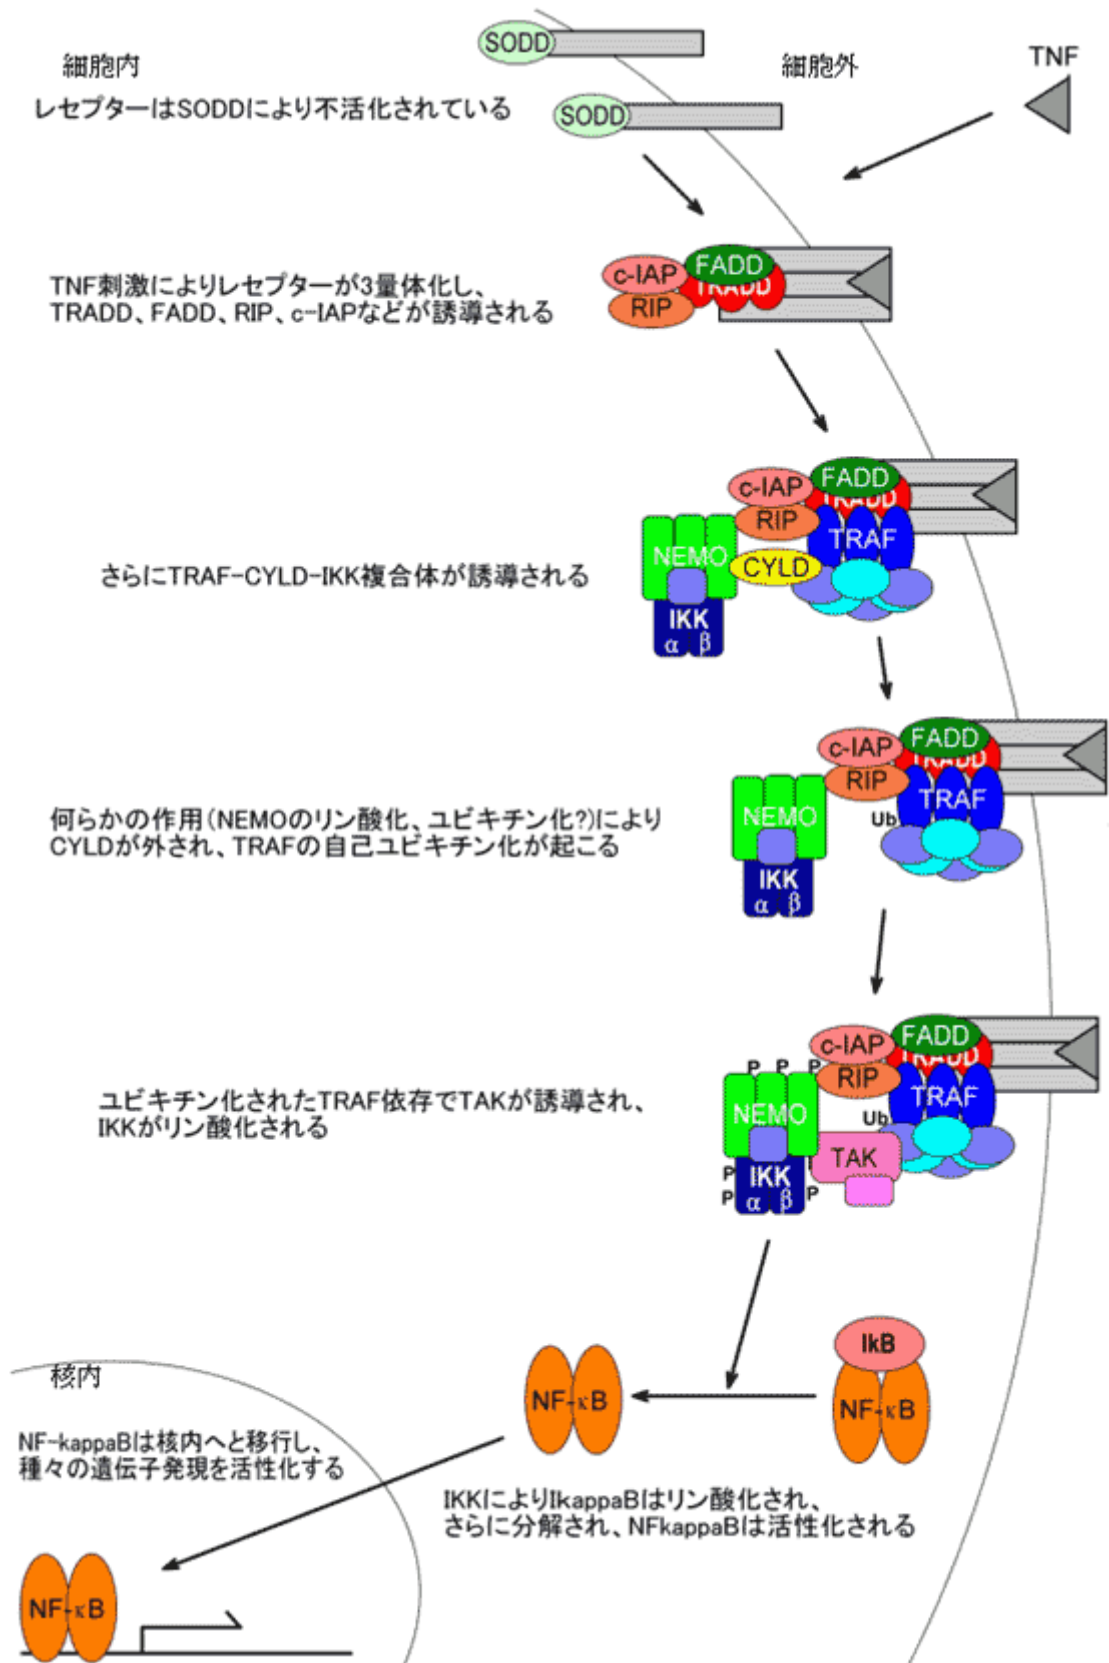 SODD
細胞内
細胞外
TNF
レセプターはSODDにより不活化されている
SODD
TNF刺激によりレセプターが3量体化し、
TRADD、FADD、RIP、c-IAPなどが誘導される
c-IAP
FADD
TRADD
RIP
さらにTRAF-CYLD-IKK複合体が誘導される
c-IAP
FADD
TRADD
RIP
TRAF
NEMO
CYLD
IKK
α β
何らかの作用(NEMOのリン酸化、ユビキチン化?)により
CYLDが外され、TRAFの自己ユビキチン化が起こる
c-IAP
FADD
TRADD
RIP
TRAF
Ub
NEMO
IKK
α β
ユビキチン化されたTRAF依存でTAKが誘導され、
IKKがリン酸化される
c-IAP
FADD
TRADD
P P P
RIP
TRAF
NEMO
Ub
TAK
P
IKK
P
α β
P
IkB
NF-κB
NF-κB
核内
NF-kappaBは核内へと移行し、
種々の遺伝子発現を活性化する
IKKによりIkappaBはリン酸化され、
さらに分解され、NFkappaBは活性化される
NF-κB